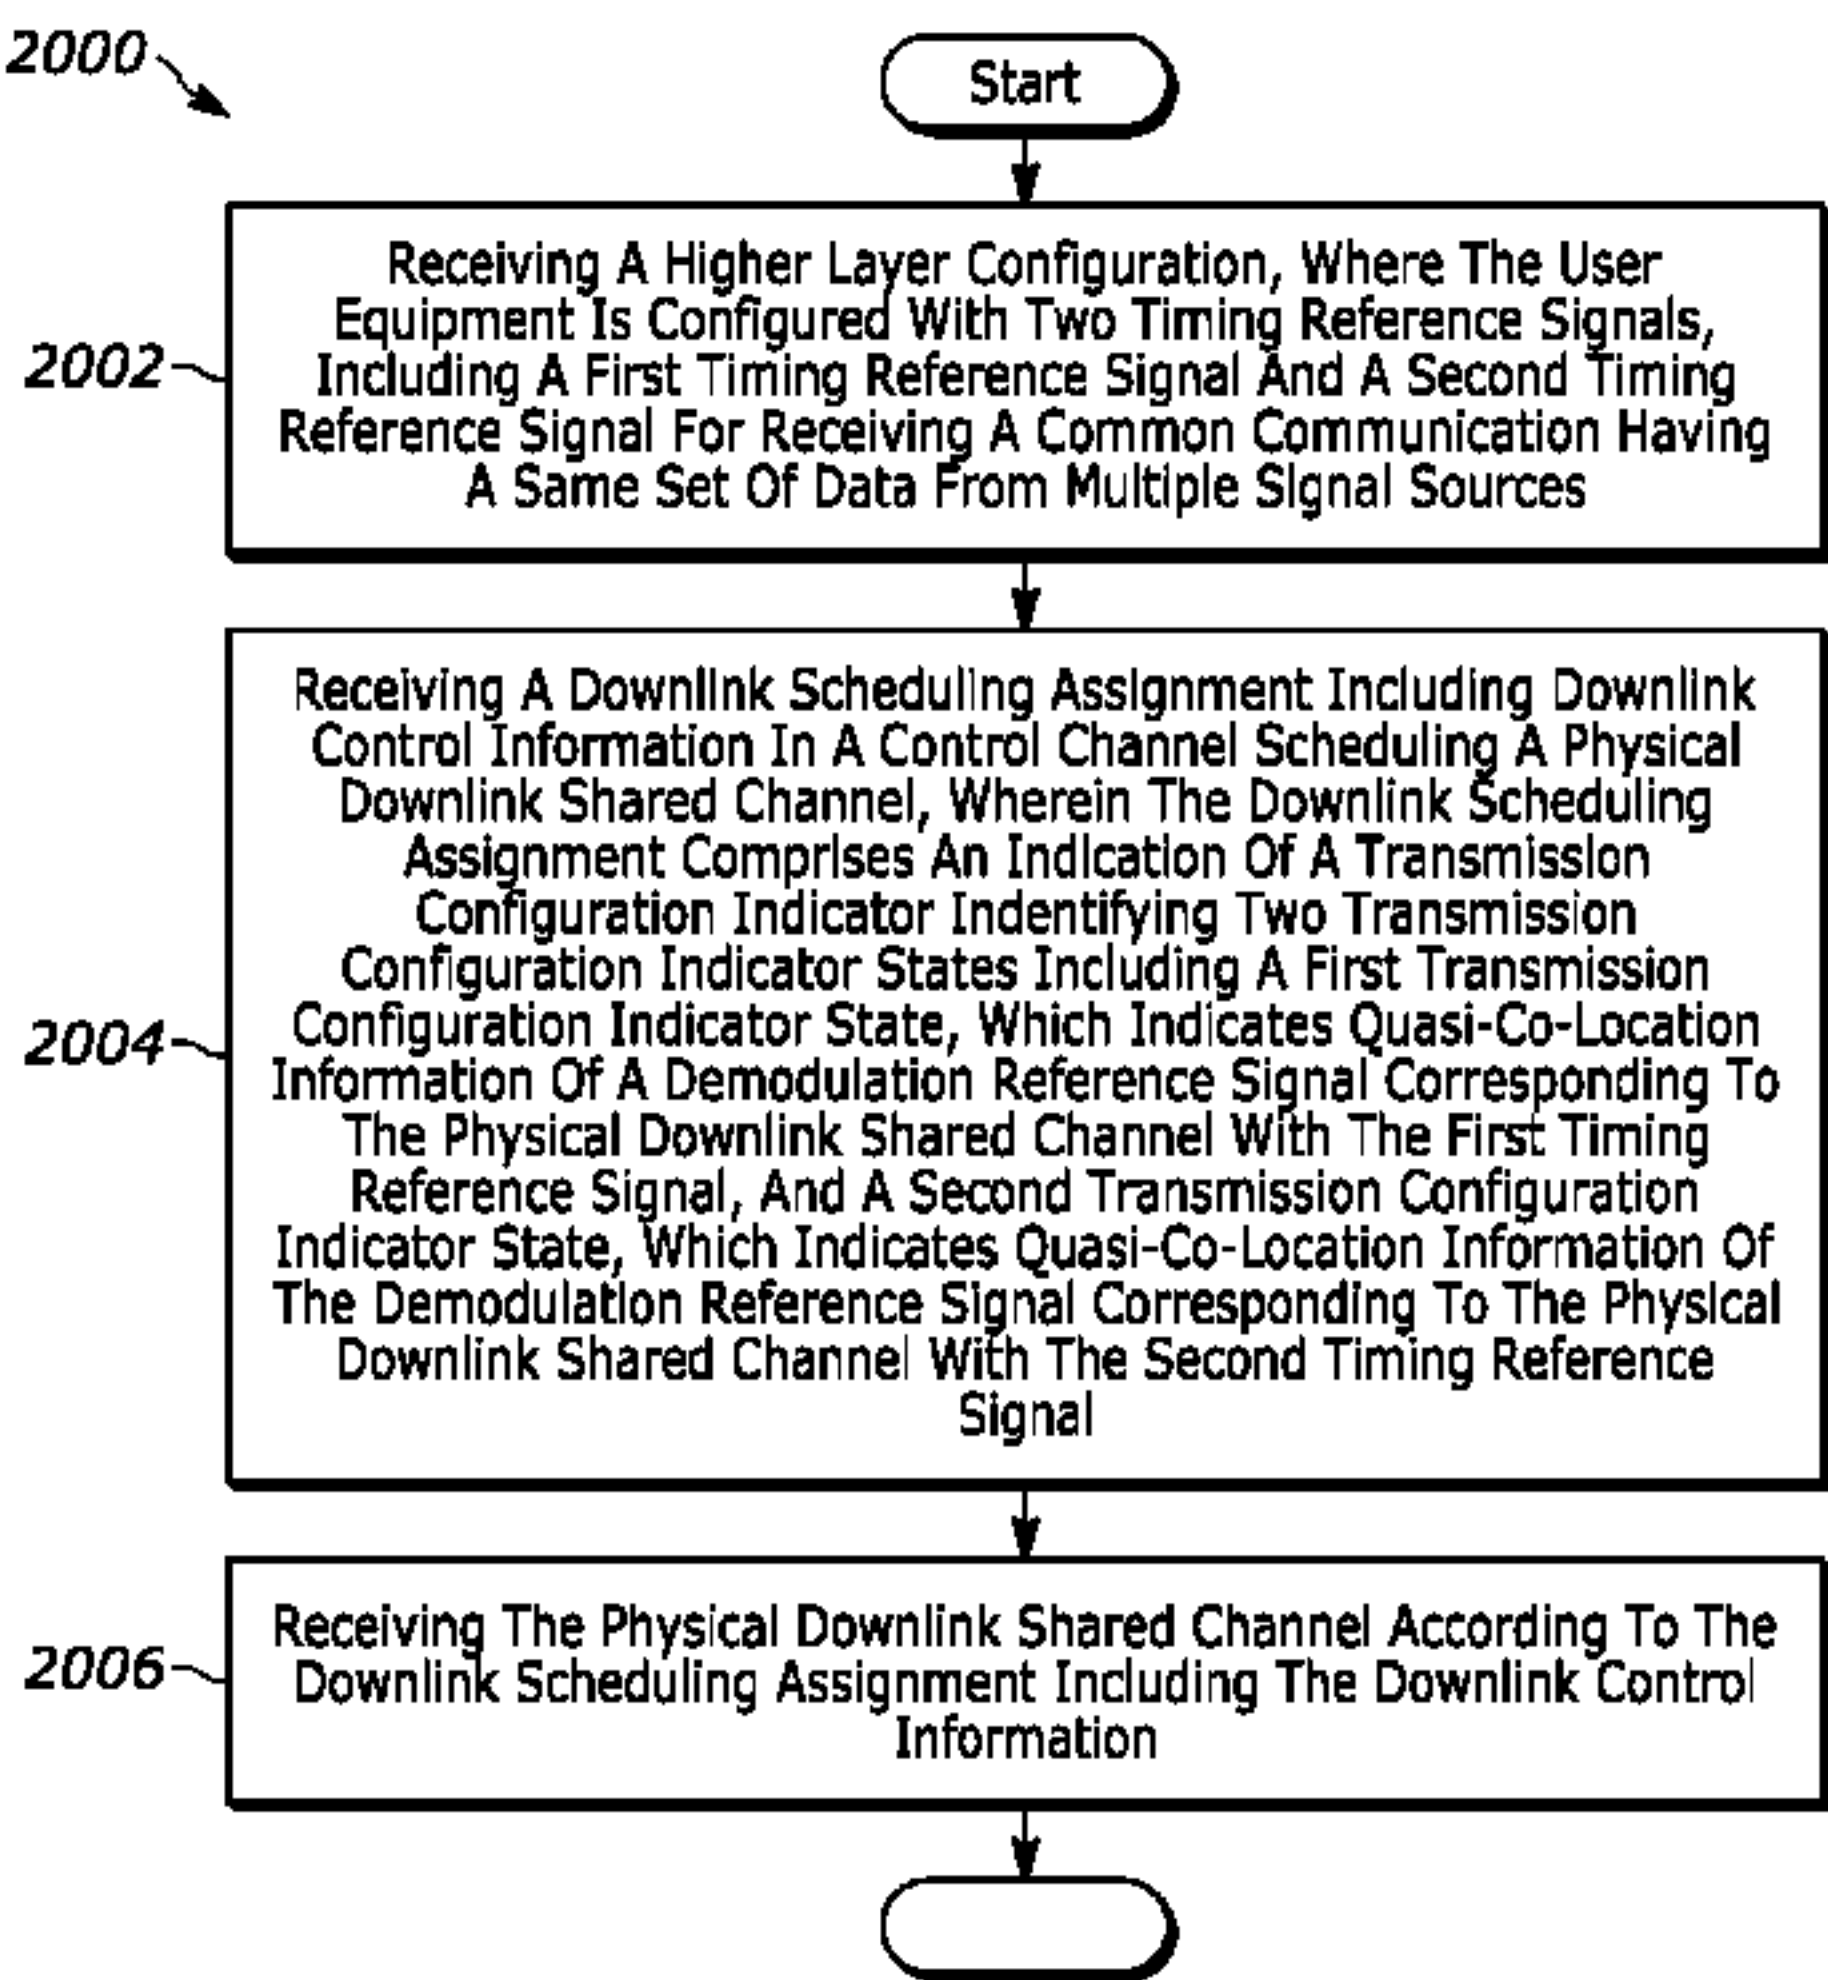 2000
Start
2002
Receiving A Higher Layer Configuration, Where The User
Equipment Is Configured With Two Timing Reference Signals,
Including A First Timing Reference Signal And A Second Timing
Reference Signal For Receiving A Common Communication Having
A Same Set Of Data From Multiple Signal Sources
2004
Receiving A Downlink Scheduling Assignment Including Downlink
Control Information In A Control Channel Scheduling A Physical
Downlink Shared Channel, Wherein The Downlink Scheduling
Assignment Comprises An Indication Of A Transmission
Configuration Indicator Indentifying Two Transmission
Configuration Indicator States Including A First Transmission
Configuration Indicator State, Which Indicates Quasi-Co-Location
Information Of A Demodulation Reference Signal Corresponding To
The Physical Downlink Shared Channel With The First Timing
Reference Signal, And A Second Transmission Configuration
Indicator State, Which Indicates Quasi-Co-Location Information Of
The Demodulation Reference Signal Corresponding To The Physical
Downlink Shared Channel With The Second Timing Reference
Signal
2006
Receiving The Physical Downlink Shared Channel According To The
Downlink Scheduling Assignment Including The Downlink Control
Information